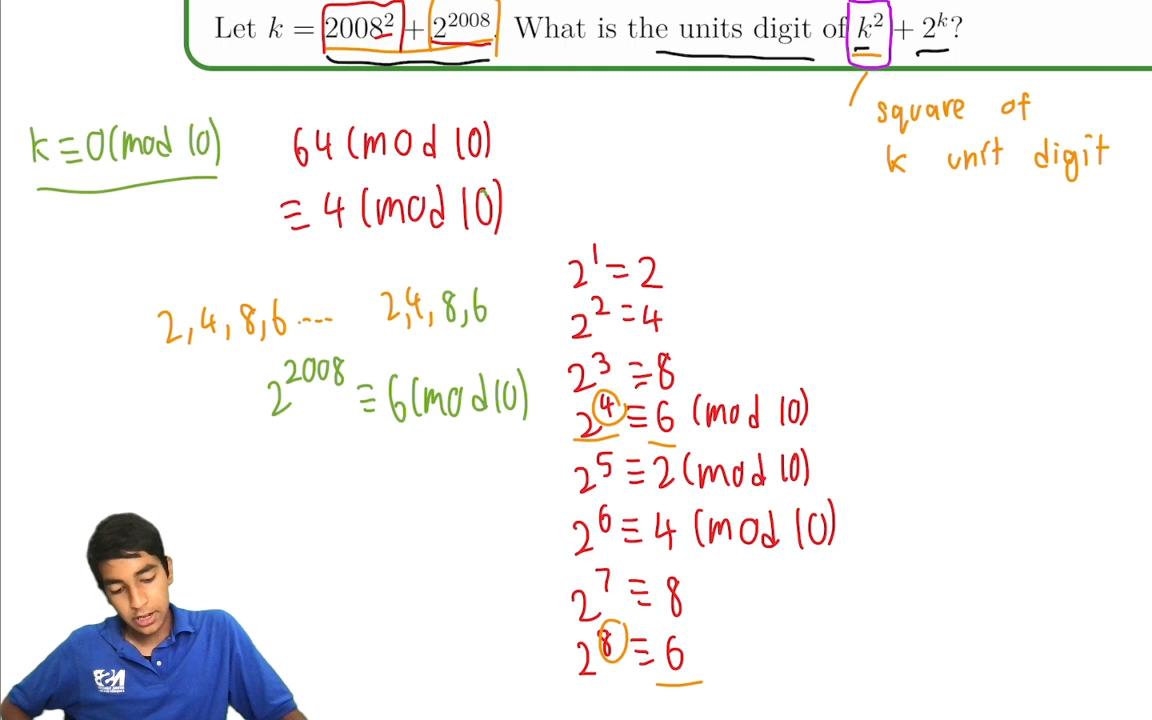 Let k = 2008² + 2²⁰⁰⁸. What is the units digit of k² + 2ᵏ?
square of
k unit digit
k ≡ 0 (mod 10)
64 (mod 10)
≡ 4 (mod 10)
2, 4, 8, 6 .... 2, 4, 8, 6
2²⁰⁰⁸ ≡ 6 (mod 10)
2¹ = 2
2² = 4
2³ ≡ 8
2⁴ ≡ 6 (mod 10)
2⁵ ≡ 2 (mod 10)
2⁶ ≡ 4 (mod 10)
2⁷ ≡ 8
2⁸ ≡ 6